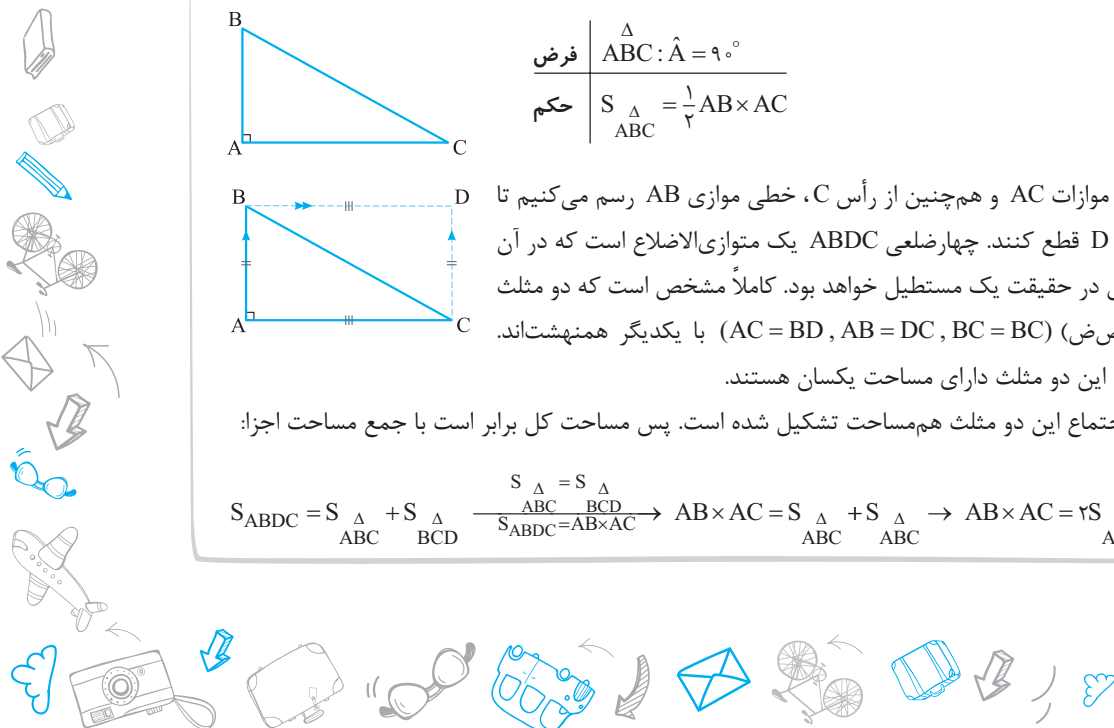 B
A
C
فرض ABC^Δ : Â = ۹۰°
حکم S_ABC^Δ = ۱/۲ AB × AC
B
D
A
C
موازات AC و هم‌چنین از رأس C، خطی موازی AB رسم می‌کنیم تا
D قطع کنند. چهارضلعی ABDC یک متوازی‌الاضلاع است که در آن
در حقیقت یک مستطیل خواهد بود. کاملاً مشخص است که دو مثلث
(AC = BD , AB = DC , BC = BC) با یکدیگر همنهشت‌اند.
این دو مثلث دارای مساحت یکسان هستند.
این دو مثلث هم‌مساحت تشکیل شده است. پس مساحت کل برابر است با جمع مساحت اجزا:
S_ABDC = S_ABC^Δ + S_BCD^Δ —(S_ABC^Δ = S_BCD^Δ / S_ABDC = AB×AC)→ AB × AC = S_ABC^Δ + S_ABC^Δ → AB × AC = ۲S